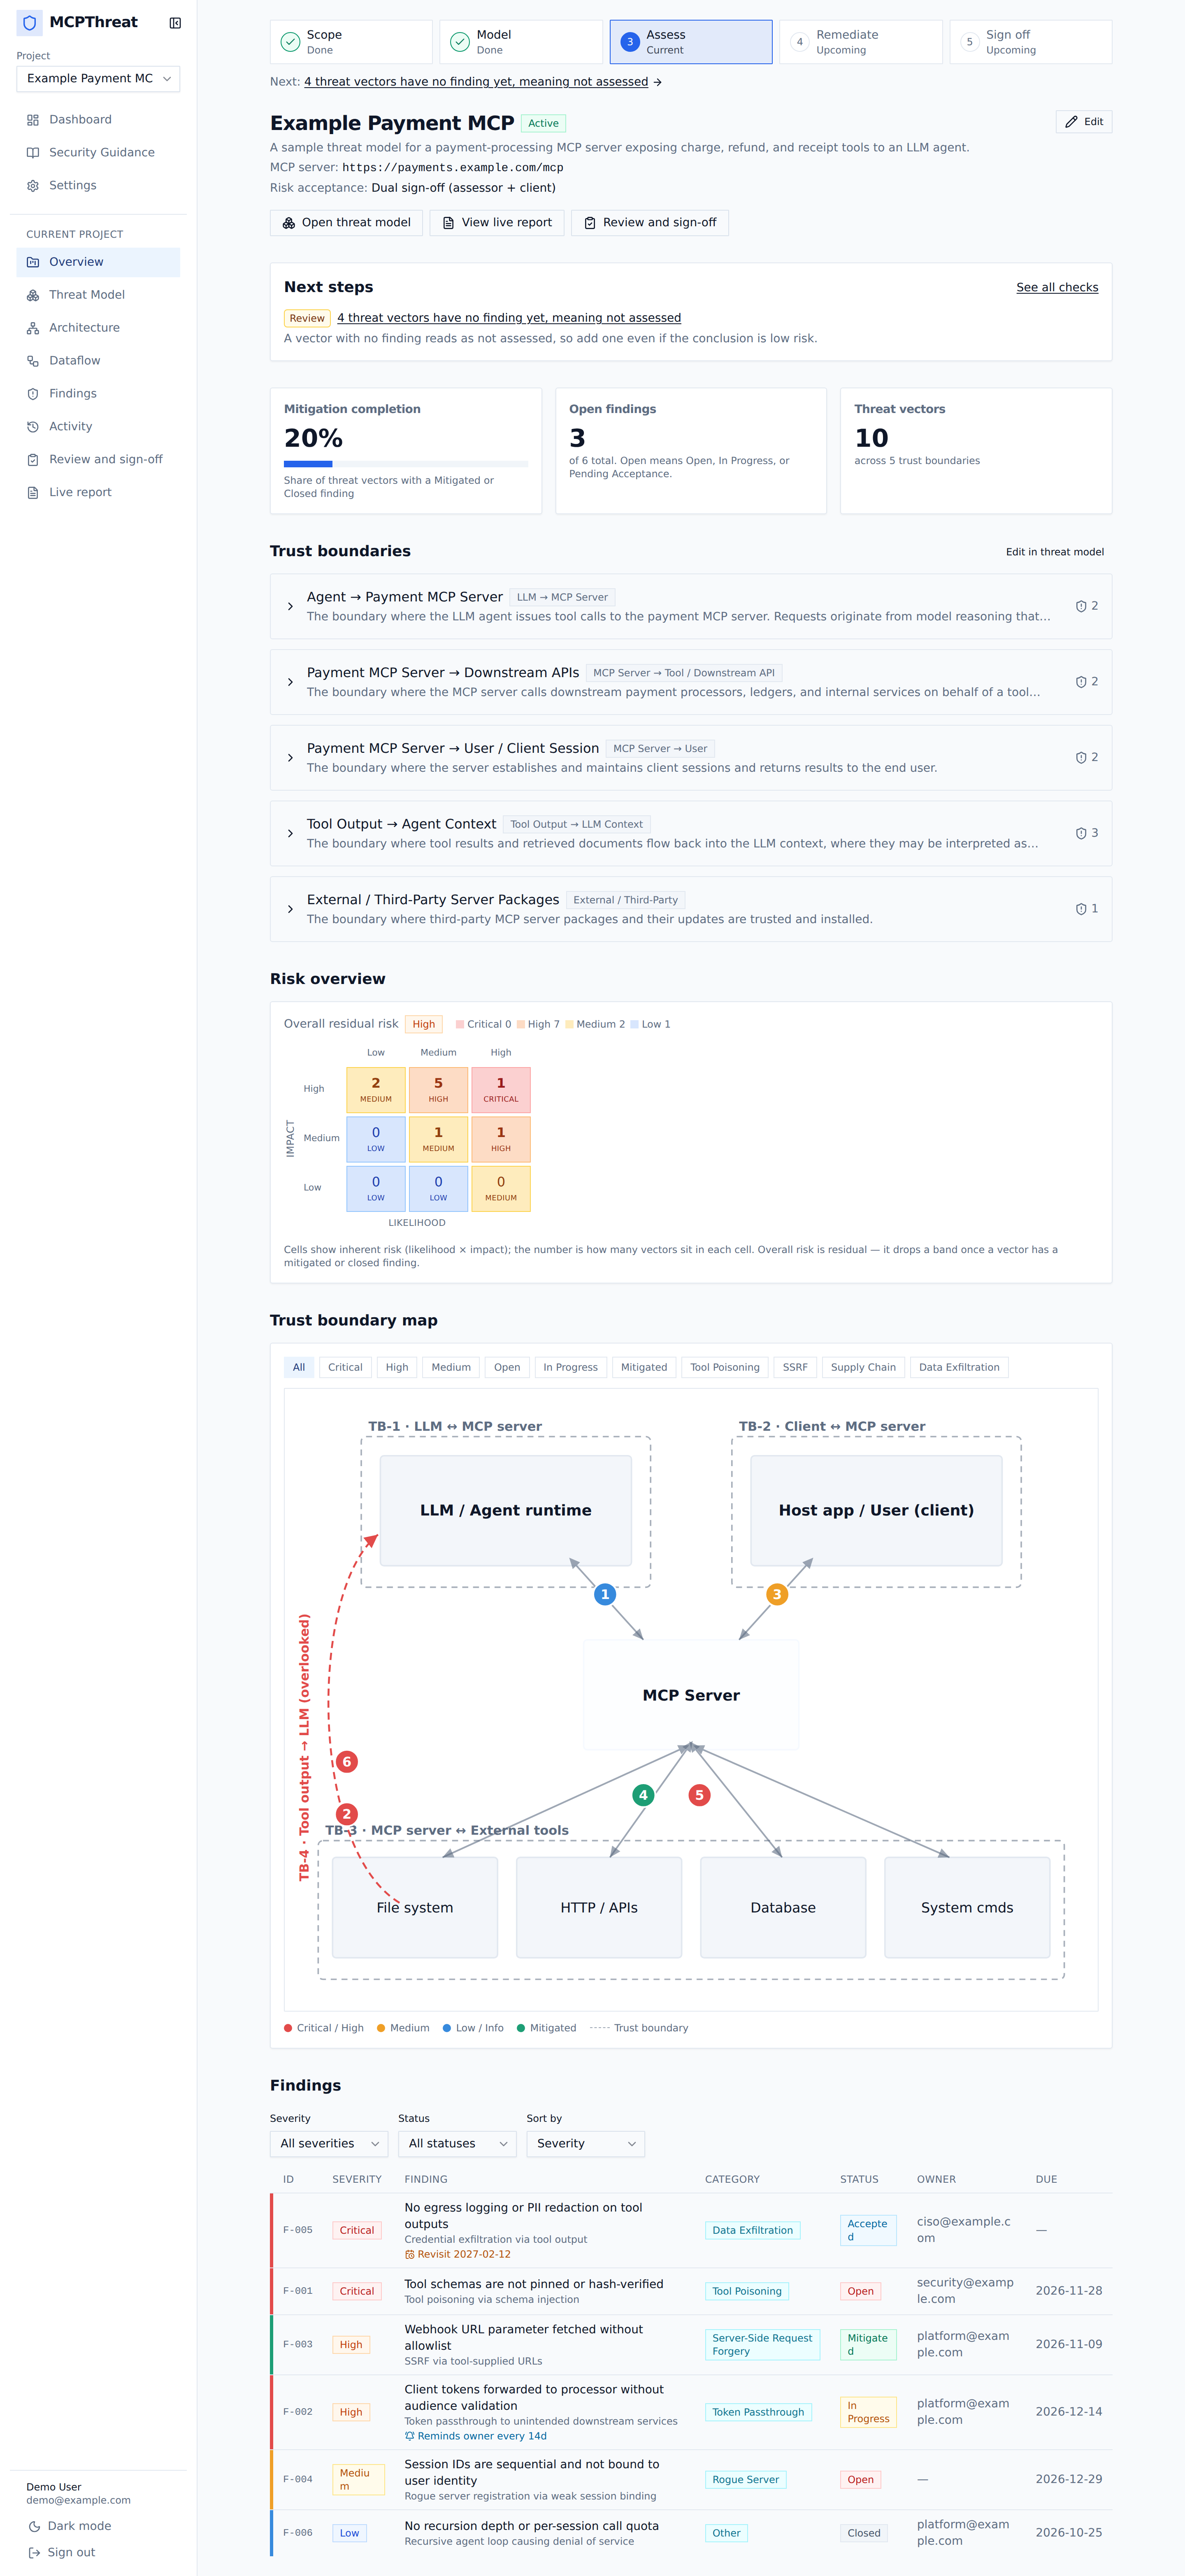 MCPThreat
Project
Example Payment MC
Dashboard
Security Guidance
Settings
CURRENT PROJECT
Overview
Threat Model
Architecture
Dataflow
Findings
Activity
Review and sign-off
Live report
Demo User
demo@example.com
Dark mode
Sign out
Scope
Done
Model
Done
3
Assess
Current
4
Remediate
Upcoming
5
Sign off
Upcoming
Next: 4 threat vectors have no finding yet, meaning not assessed →
Example Payment MCP Active
Edit
A sample threat model for a payment-processing MCP server exposing charge, refund, and receipt tools to an LLM agent.
MCP server: https://payments.example.com/mcp
Risk acceptance: Dual sign-off (assessor + client)
Open threat model
View live report
Review and sign-off
Next steps
See all checks
Review 4 threat vectors have no finding yet, meaning not assessed
A vector with no finding reads as not assessed, so add one even if the conclusion is low risk.
Mitigation completion
20%
Share of threat vectors with a Mitigated or
Closed finding
Open findings
3
of 6 total. Open means Open, In Progress, or
Pending Acceptance.
Threat vectors
10
across 5 trust boundaries
Trust boundaries
Edit in threat model
Agent → Payment MCP Server LLM → MCP Server
The boundary where the LLM agent issues tool calls to the payment MCP server. Requests originate from model reasoning that...
2
Payment MCP Server → Downstream APIs MCP Server → Tool / Downstream API
The boundary where the MCP server calls downstream payment processors, ledgers, and internal services on behalf of a tool...
2
Payment MCP Server → User / Client Session MCP Server → User
The boundary where the server establishes and maintains client sessions and returns results to the end user.
2
Tool Output → Agent Context Tool Output → LLM Context
The boundary where tool results and retrieved documents flow back into the LLM context, where they may be interpreted as...
3
External / Third-Party Server Packages External / Third-Party
The boundary where third-party MCP server packages and their updates are trusted and installed.
1
Risk overview
Overall residual risk High Critical 0 High 7 Medium 2 Low 1
Low Medium High
High
2 MEDIUM
5 HIGH
1 CRITICAL
IMPACT
Medium
0 LOW
1 MEDIUM
1 HIGH
Low
0 LOW
0 LOW
0 MEDIUM
LIKELIHOOD
Cells show inherent risk (likelihood × impact); the number is how many vectors sit in each cell. Overall risk is residual — it drops a band once a vector has a
mitigated or closed finding.
Trust boundary map
All Critical High Medium Open In Progress Mitigated Tool Poisoning SSRF Supply Chain Data Exfiltration
TB-1 · LLM ↔ MCP server
TB-2 · Client ↔ MCP server
LLM / Agent runtime
Host app / User (client)
1
3
MCP Server
TB-4 · Tool output → LLM (overlooked)
6
4
5
2
TB-3 · MCP server ↔ External tools
File system
HTTP / APIs
Database
System cmds
Critical / High Medium Low / Info Mitigated Trust boundary
Findings
Severity
All severities
Status
All statuses
Sort by
Severity
ID SEVERITY FINDING CATEGORY STATUS OWNER DUE
F-005
Critical
No egress logging or PII redaction on tool
outputs
Credential exfiltration via tool output
Revisit 2027-02-12
Data Exfiltration
Accepte
d
ciso@example.c
om
—
F-001
Critical
Tool schemas are not pinned or hash-verified
Tool poisoning via schema injection
Tool Poisoning
Open
security@examp
le.com
2026-11-28
F-003
High
Webhook URL parameter fetched without
allowlist
SSRF via tool-supplied URLs
Server-Side Request
Forgery
Mitigate
d
platform@exam
ple.com
2026-11-09
F-002
High
Client tokens forwarded to processor without
audience validation
Token passthrough to unintended downstream services
Reminds owner every 14d
Token Passthrough
In
Progress
platform@exam
ple.com
2026-12-14
F-004
Mediu
m
Session IDs are sequential and not bound to
user identity
Rogue server registration via weak session binding
Rogue Server
Open
—
2026-12-29
F-006
Low
No recursion depth or per-session call quota
Recursive agent loop causing denial of service
Other
Closed
platform@exam
ple.com
2026-10-25